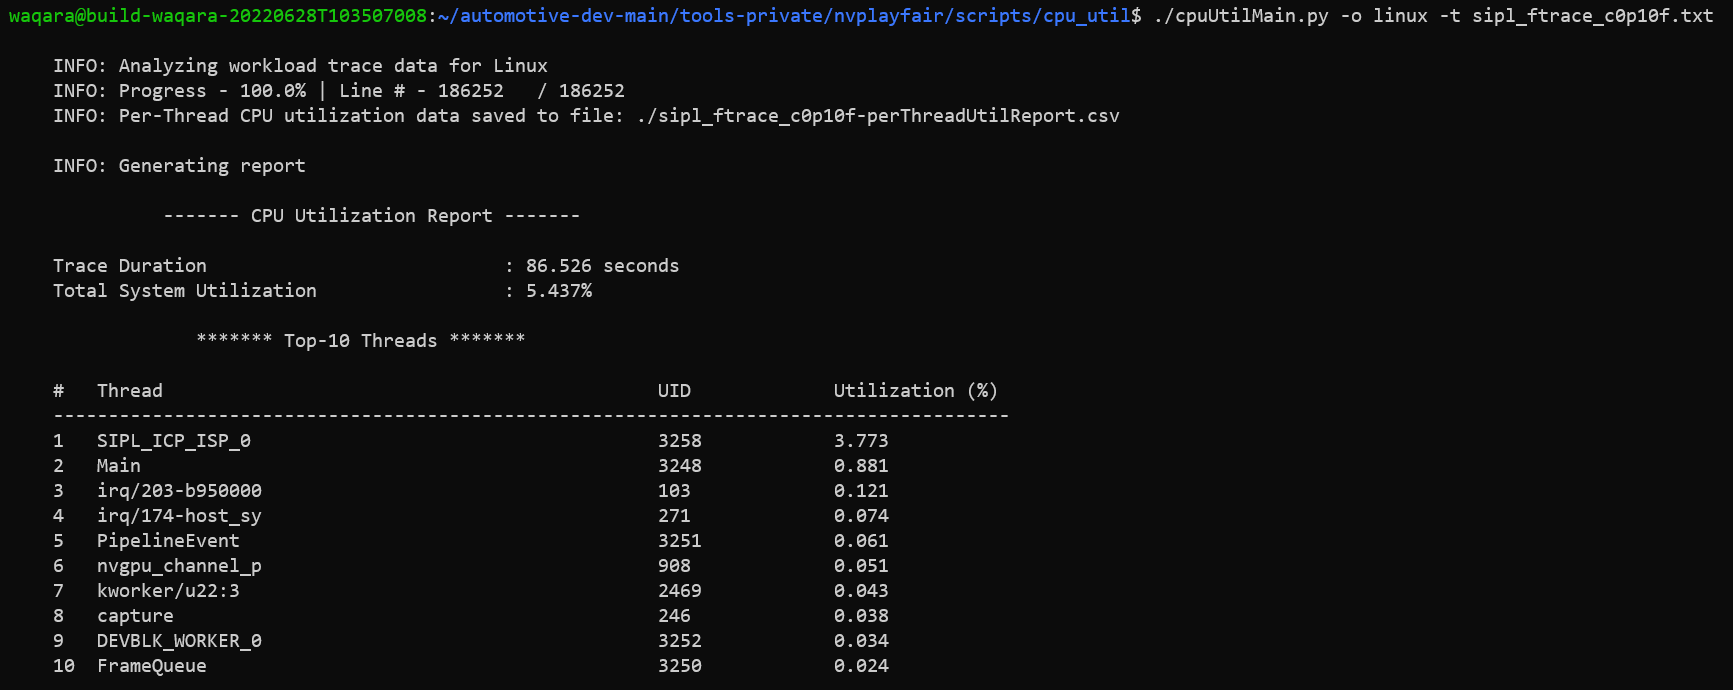 waqara@build-waqara-20220628T103507008:~/automotive-dev-main/tools-private/nvplayfair/scripts/cpu_util$ ./cpuUtilMain.py -o linux -t sipl_ftrace_c0p10f.txt
INFO: Analyzing workload trace data for Linux
INFO: Progress - 100.0% | Line # - 186252   / 186252
INFO: Per-Thread CPU utilization data saved to file: ./sipl_ftrace_c0p10f-perThreadUtilReport.csv
INFO: Generating report
------- CPU Utilization Report -------
Trace Duration : 86.526 seconds
Total System Utilization : 5.437%
******* Top-10 Threads *******
# Thread UID Utilization (%)
---------------------------------------------------------------------------------------
1 SIPL_ICP_ISP_0 3258 3.773
2 Main 3248 0.881
3 irq/203-b950000 103 0.121
4 irq/174-host_sy 271 0.074
5 PipelineEvent 3251 0.061
6 nvgpu_channel_p 908 0.051
7 kworker/u22:3 2469 0.043
8 capture 246 0.038
9 DEVBLK_WORKER_0 3252 0.034
10 FrameQueue 3250 0.024